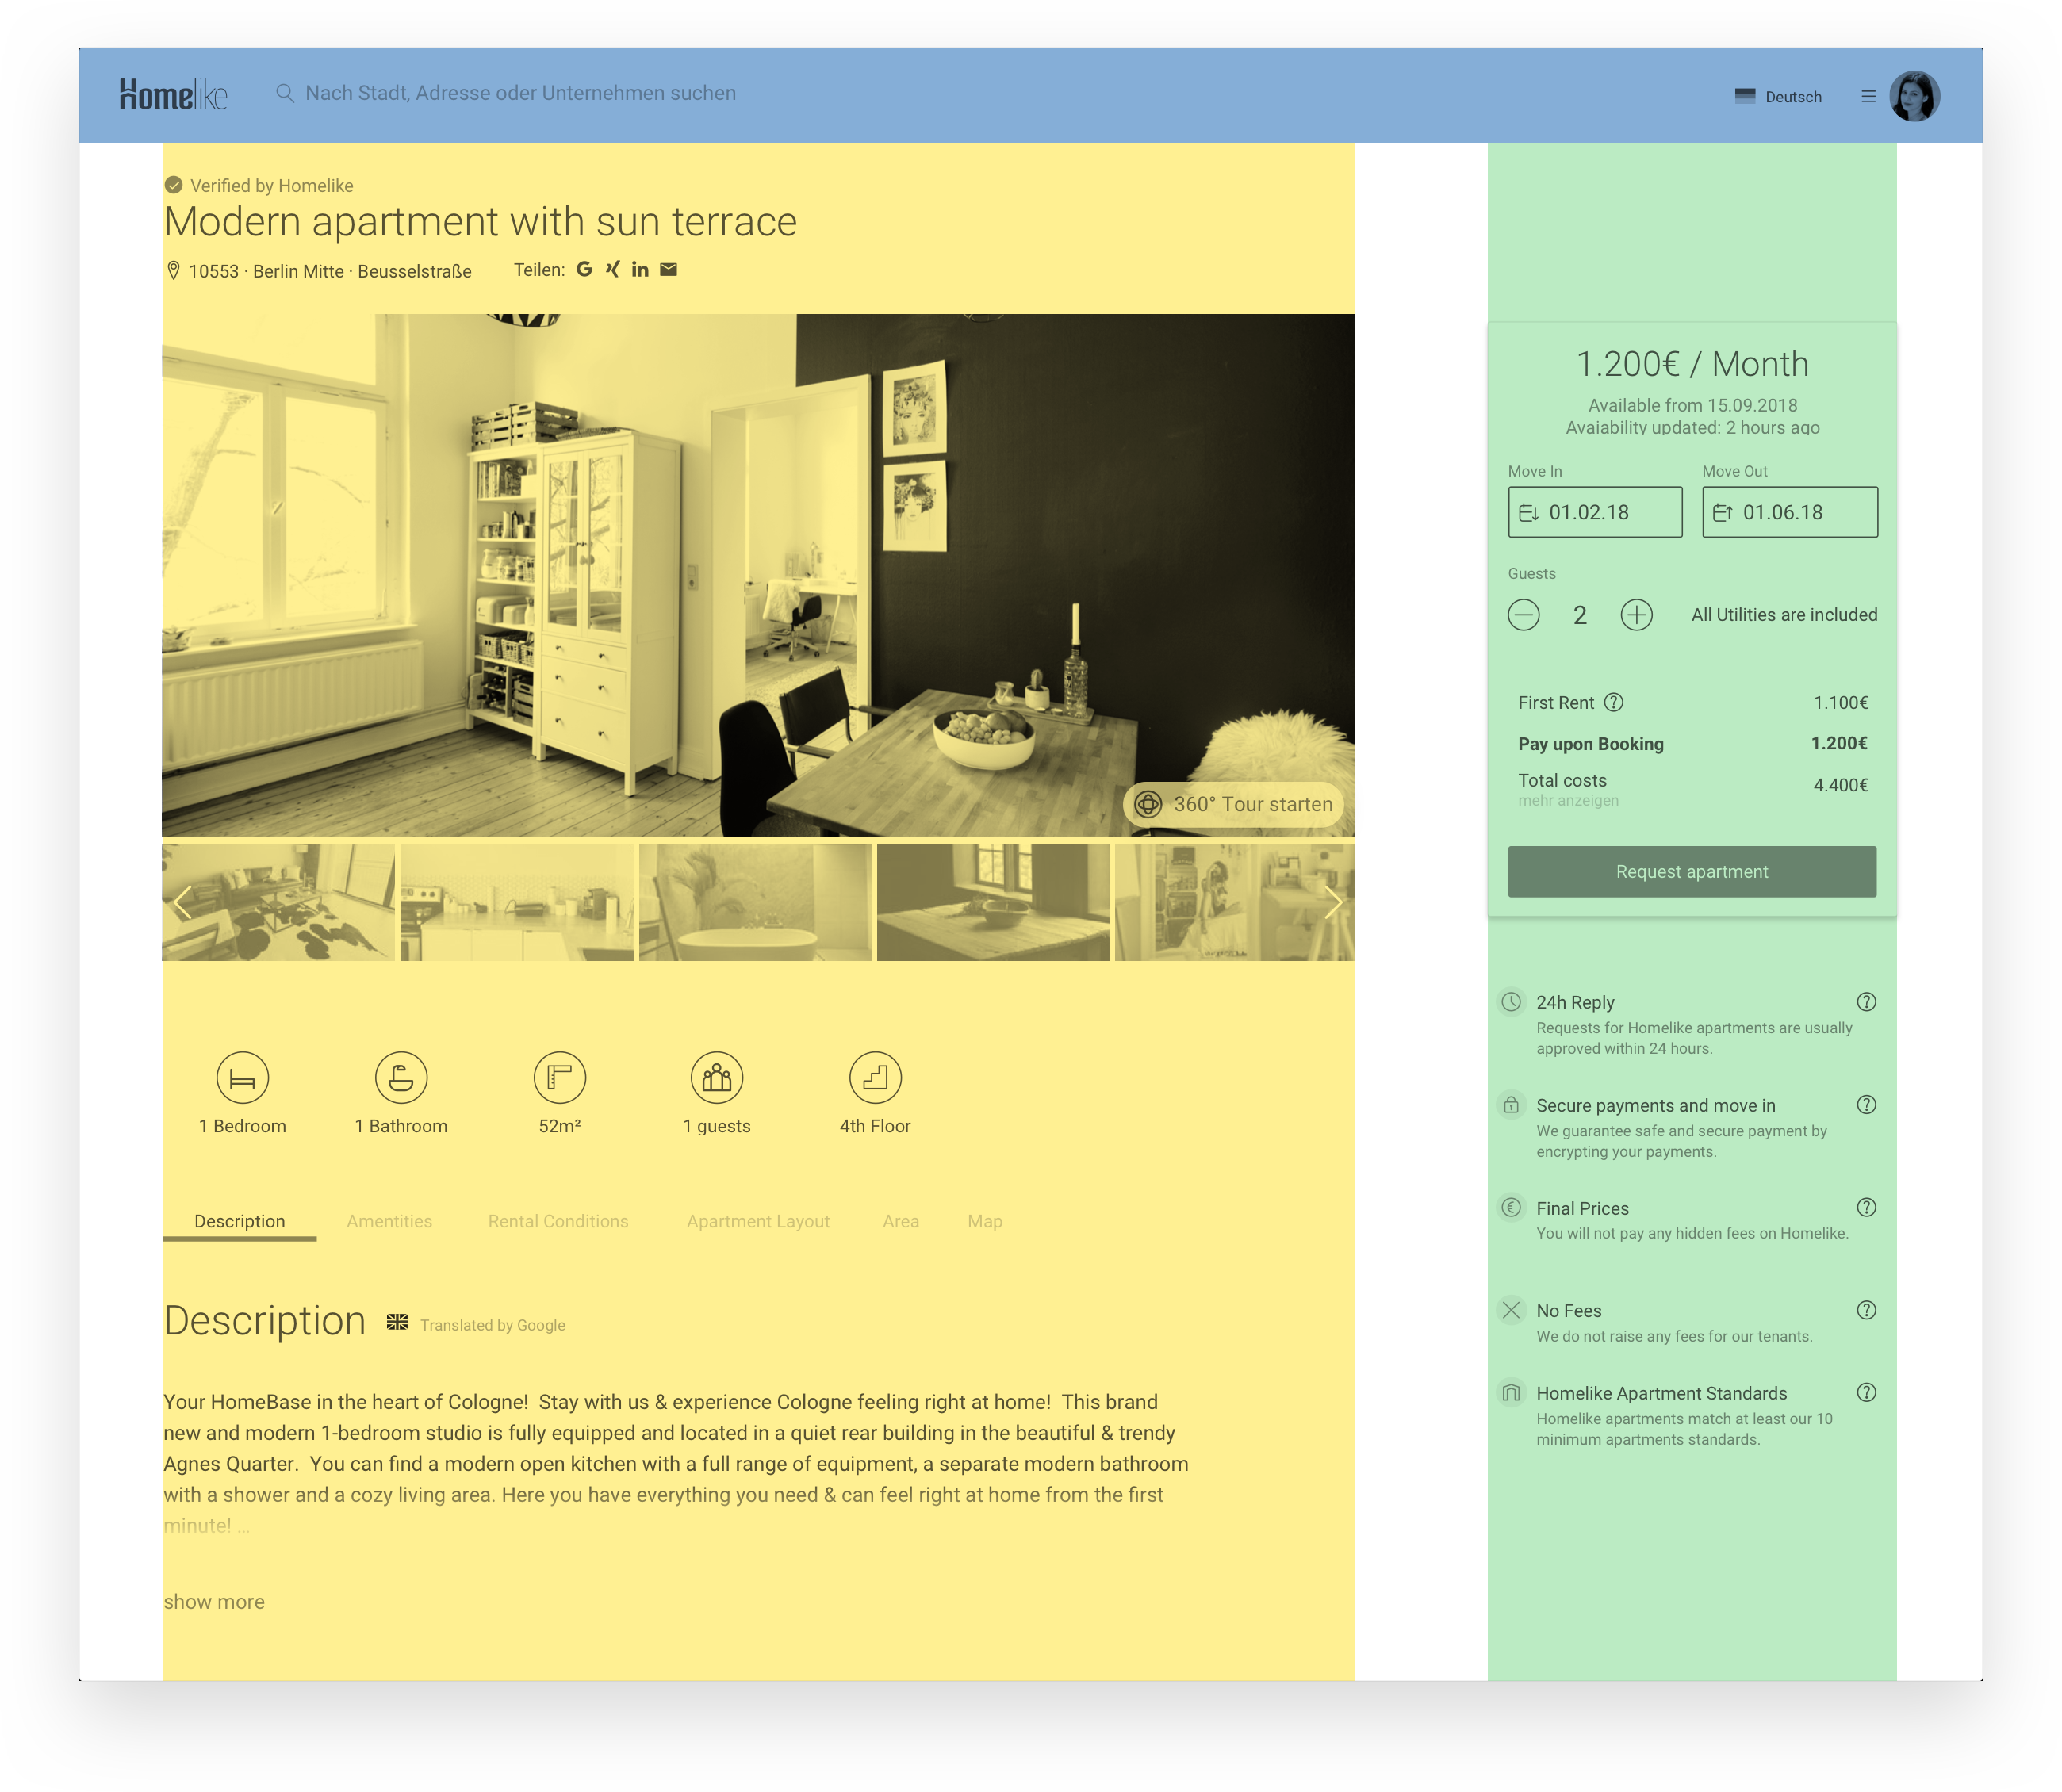 Homelike
Nach Stadt, Adresse oder Unternehmen suchen
Deutsch
Verified by Homelike
Modern apartment with sun terrace
10553 · Berlin Mitte · Beusselstraße
Teilen:
360° Tour starten
1 Bedroom
1 Bathroom
52m²
1 guests
4th Floor
Description
Amentities
Rental Conditions
Apartment Layout
Area
Map
Description
Translated by Google
Your HomeBase in the heart of Cologne! Stay with us & experience Cologne feeling right at home! This brand
new and modern 1-bedroom studio is fully equipped and located in a quiet rear building in the beautiful & trendy
Agnes Quarter. You can find a modern open kitchen with a full range of equipment, a separate modern bathroom
with a shower and a cozy living area. Here you have everything you need & can feel right at home from the first
minute! ...
show more
1.200€ / Month
Available from 15.09.2018
Avaiability updated: 2 hours ago
Move In
Move Out
01.02.18
01.06.18
Guests
2
All Utilities are included
First Rent
1.100€
Pay upon Booking
1.200€
Total costs
4.400€
mehr anzeigen
Request apartment
24h Reply
Requests for Homelike apartments are usually
approved within 24 hours.
Secure payments and move in
We guarantee safe and secure payment by
encrypting your payments.
Final Prices
You will not pay any hidden fees on Homelike.
No Fees
We do not raise any fees for our tenants.
Homelike Apartment Standards
Homelike apartments match at least our 10
minimum apartments standards.